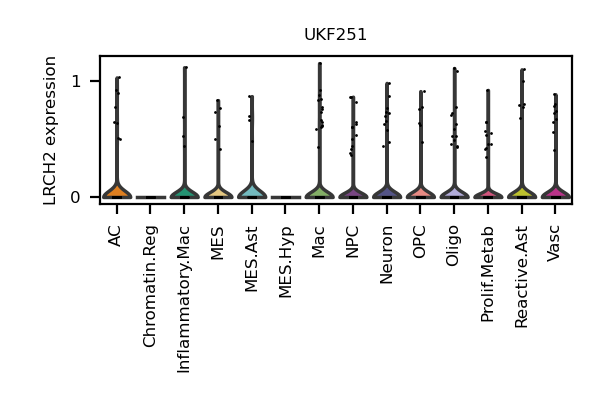 UKF251
LRCH2 expression
1
0
AC
Chromatin.Reg
Inflammatory.Mac
MES
MES.Ast
MES.Hyp
Mac
NPC
Neuron
OPC
Oligo
Prolif.Metab
Reactive.Ast
Vasc